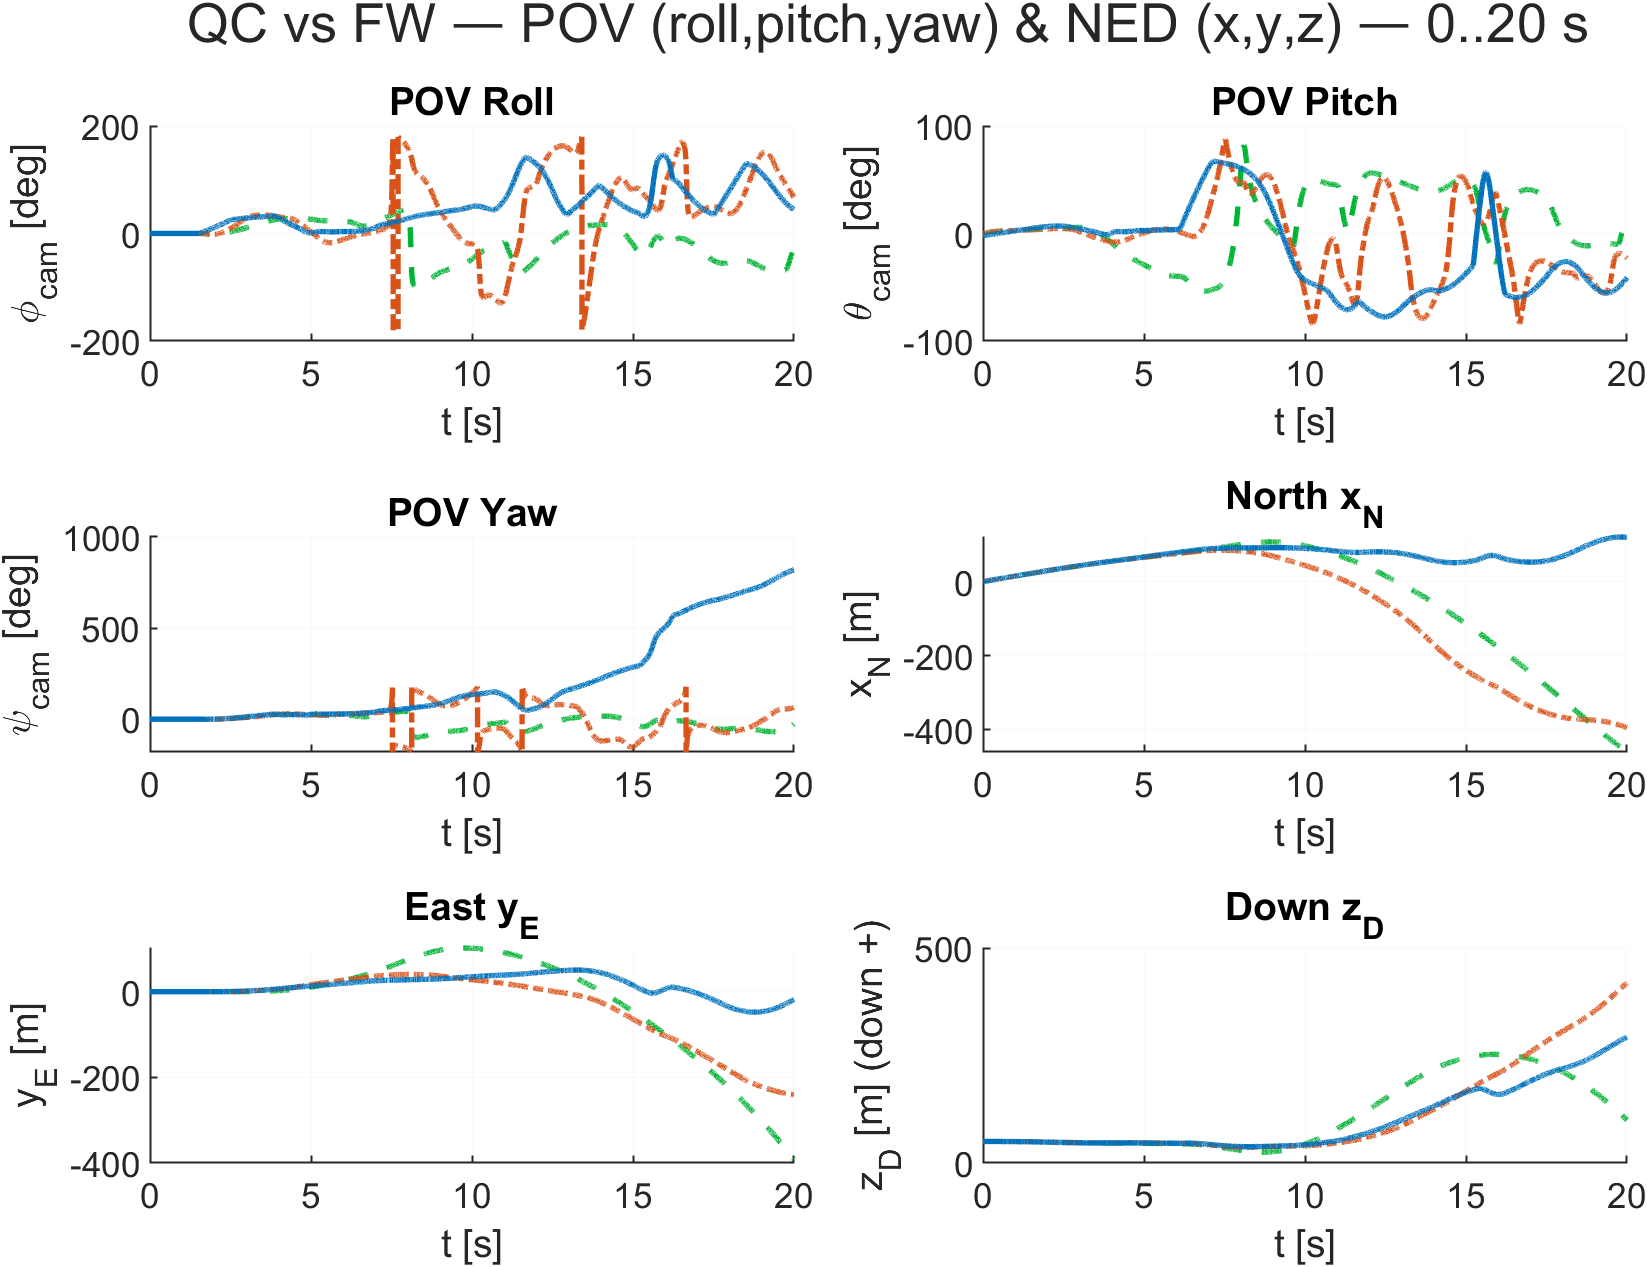 QC vs FW — POV (roll,pitch,yaw) & NED (x,y,z) — 0..20 s
POV Roll
200
0
-200
ϕcam [deg]
0 5 10 15 20
t [s]
POV Pitch
100
0
-100
θcam [deg]
0 5 10 15 20
t [s]
POV Yaw
1000
500
0
ψcam [deg]
0 5 10 15 20
t [s]
North xN
0
-200
-400
xN [m]
0 5 10 15 20
t [s]
East yE
0
-200
-400
yE [m]
0 5 10 15 20
t [s]
Down zD
500
0
zD [m] (down +)
0 5 10 15 20
t [s]